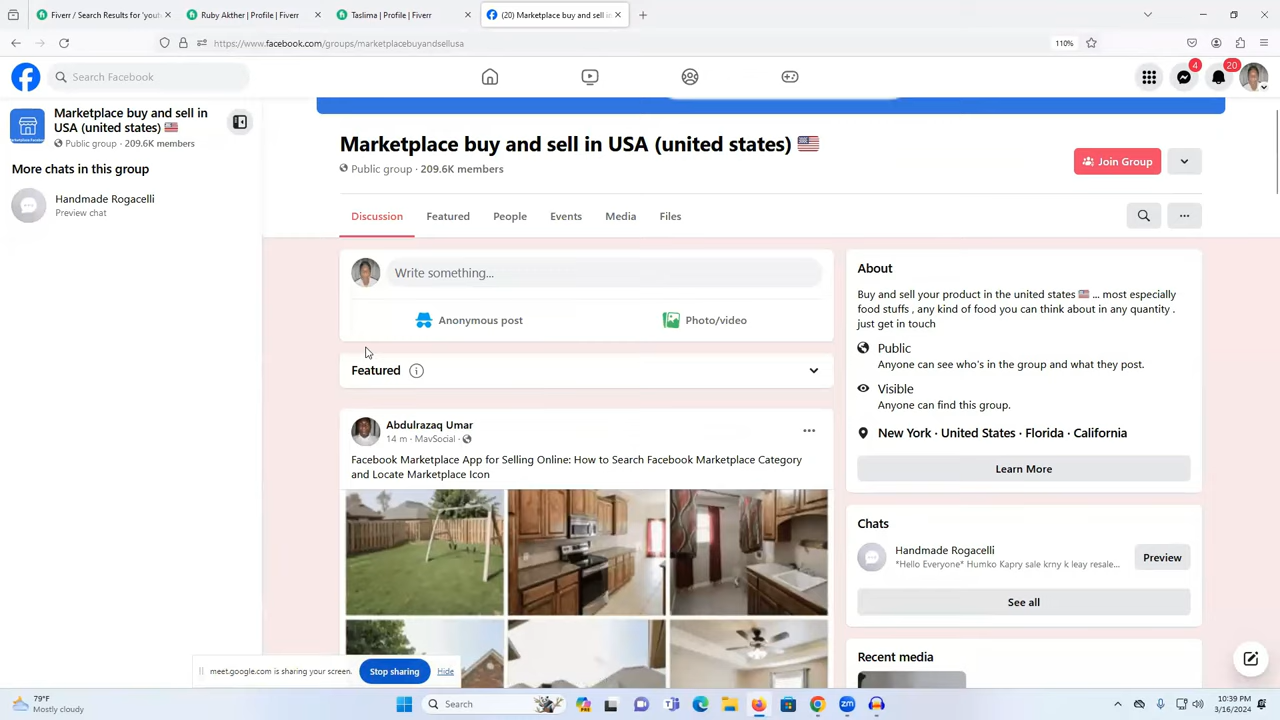 Fiverr / Search Results for 'yout
Ruby Akther | Profile | Fiverr
Taslima | Profile | Fiverr
(20) Marketplace buy and sell in
https://www.facebook.com/groups/marketplacebuyandsellusa
110%
Search Facebook
4
20
Marketplace buy and sell in
USA (united states) 🇺🇸
Public group · 209.6K members
More chats in this group
Handmade Rogacelli
Preview chat
Marketplace buy and sell in USA (united states) 🇺🇸
Public group · 209.6K members
Join Group
Discussion
Featured
People
Events
Media
Files
Write something...
Anonymous post
Photo/video
Featured
Abdulrazaq Umar
14 m · MavSocial ·
Facebook Marketplace App for Selling Online: How to Search Facebook Marketplace Category
and Locate Marketplace Icon
About
Buy and sell your product in the united states 🇺🇸 ... most especially
food stuffs , any kind of food you can think about in any quantity .
just get in touch
Public
Anyone can see who's in the group and what they post.
Visible
Anyone can find this group.
New York · United States · Florida · California
Learn More
Chats
Handmade Rogacelli
*Hello Everyone* Humko Kapry sale krny k leay resale...
Preview
See all
Recent media
meet.google.com is sharing your screen.
Stop sharing
Hide
79°F
Mostly cloudy
Search
10:39 PM
3/16/2024